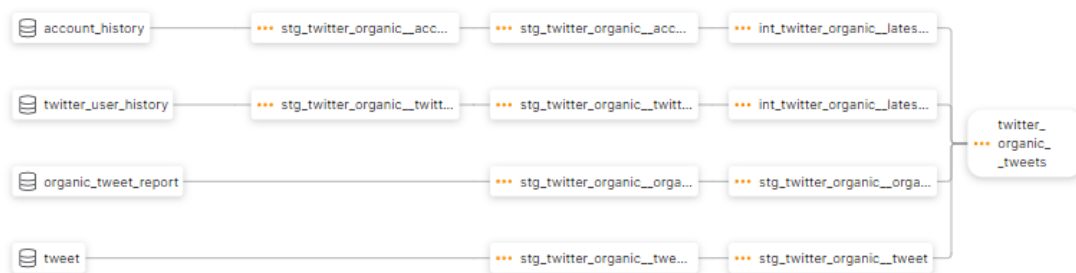 account_history
stg_twitter_organic__acc...
stg_twitter_organic__acc...
int_twitter_organic__lates...
twitter_user_history
stg_twitter_organic__twitt...
stg_twitter_organic__twitt...
int_twitter_organic__lates...
twitter_
organic_
_tweets
organic_tweet_report
stg_twitter_organic__orga...
stg_twitter_organic__orga...
tweet
stg_twitter_organic__twe...
stg_twitter_organic__tweet